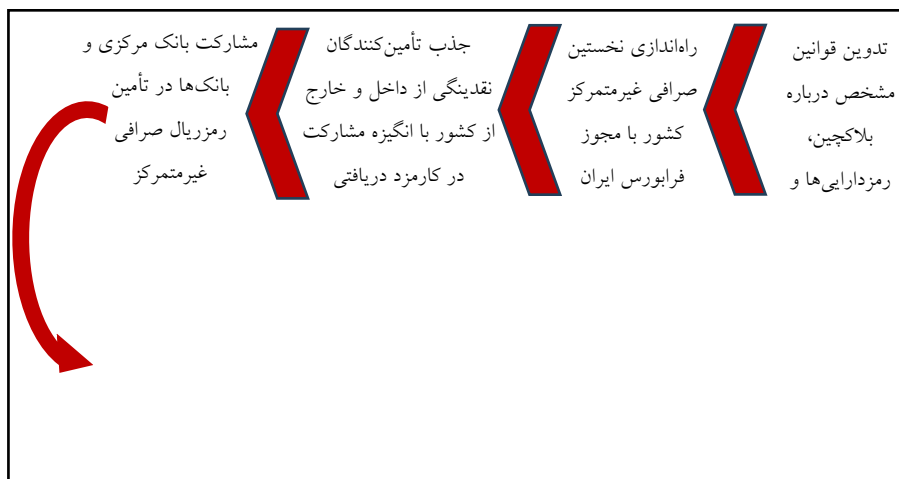 تدوین قوانین
مشخص درباره
بلاکچین،
رمزدارایی‌ها و
راه‌اندازی نخستین
صرافی غیرمتمرکز
کشور با مجوز
فرابورس ایران
جذب تأمین‌کنندگان
نقدینگی از داخل و خارج
از کشور با انگیزه مشارکت
در کارمزد دریافتی
مشارکت بانک مرکزی و
بانک‌ها در تأمین
رمزریال صرافی
غیرمتمرکز